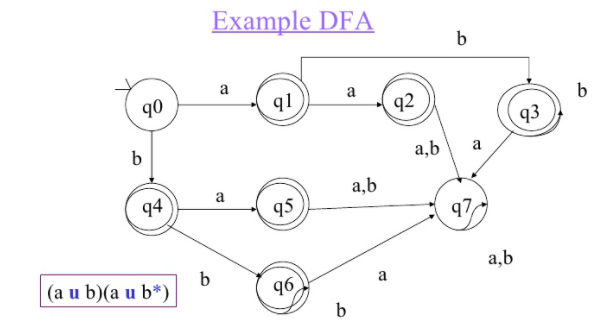 Example DFA
b
a
a
b
q0
q1
q2
q3
a,b
a
b
a
a,b
q4
q5
q7
a,b
b
q6
a
b
(a u b)(a u b*)